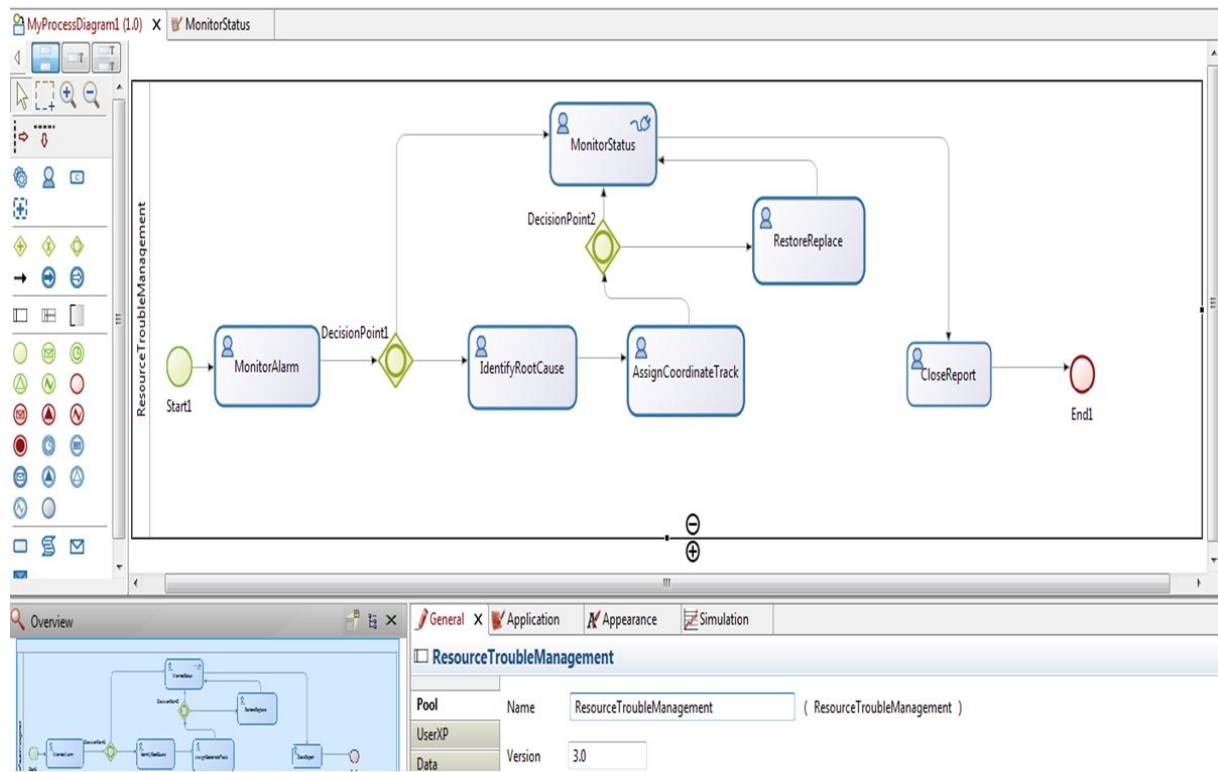 MyProcessDiagram1 (1.0) X MonitorStatus
T
T
T
C
ResourceTroubleManagement
MonitorStatus
DecisionPoint2
RestoreReplace
DecisionPoint1
MonitorAlarm
IdentifyRootCause
AssignCoordinateTrack
CloseReport
Start1
End1
Overview
General X Application Appearance Simulation
ResourceTroubleManagement
Pool
Name ResourceTroubleManagement ( ResourceTroubleManagement )
UserXP
Version 3.0
Data